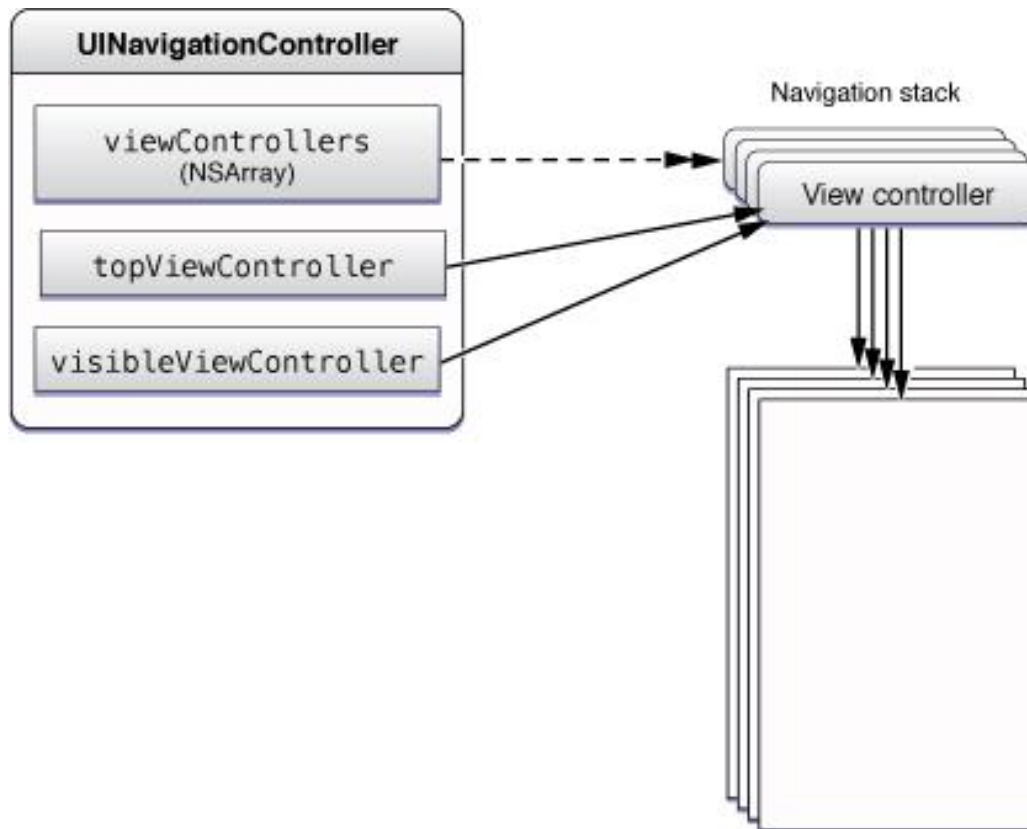 UINavigationController
viewControllers
(NSArray)
topViewController
visibleViewController
Navigation stack
View controller